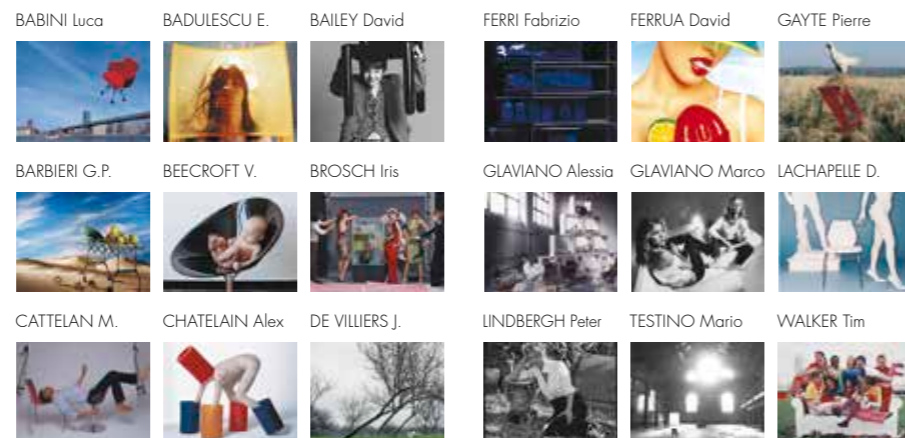 BABINI Luca
BADULESCU E.
BAILEY David
FERRI Fabrizio
FERRUA David
GAYTE Pierre
BARBIERI G.P.
BEECROFT V.
BROSCH Iris
GLAVIANO Alessia
GLAVIANO Marco
LACHAPELLE D.
CATTELAN M.
CHATELAIN Alex
DE VILLIERS J.
LINDBERGH Peter
TESTINO Mario
WALKER Tim